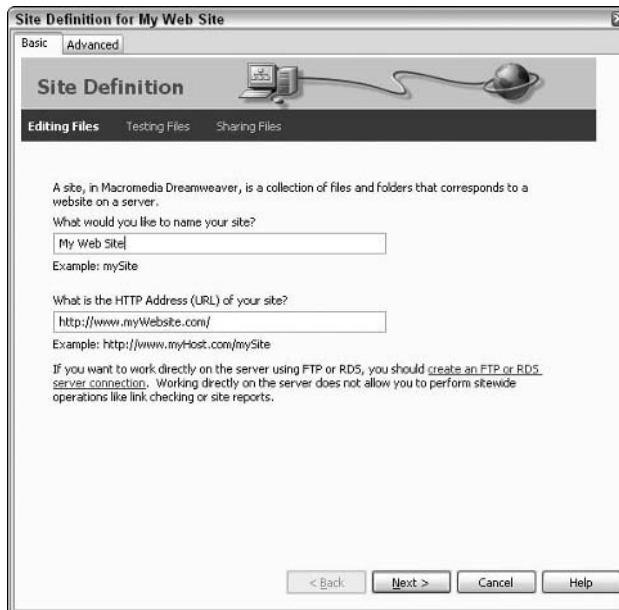 Site Definition for My Web Site
Basic Advanced
Site Definition
Editing Files Testing Files Sharing Files
A site, in Macromedia Dreamweaver, is a collection of files and folders that corresponds to a
website on a server.
What would you like to name your site?
My Web Site
Example: mySite
What is the HTTP Address (URL) of your site?
http://www.myWebsite.com/
Example: http://www.myHost.com/mySite
If you want to work directly on the server using FTP or RDS, you should create an FTP or RDS
server connection. Working directly on the server does not allow you to perform sitewide
operations like link checking or site reports.
< Back Next > Cancel Help